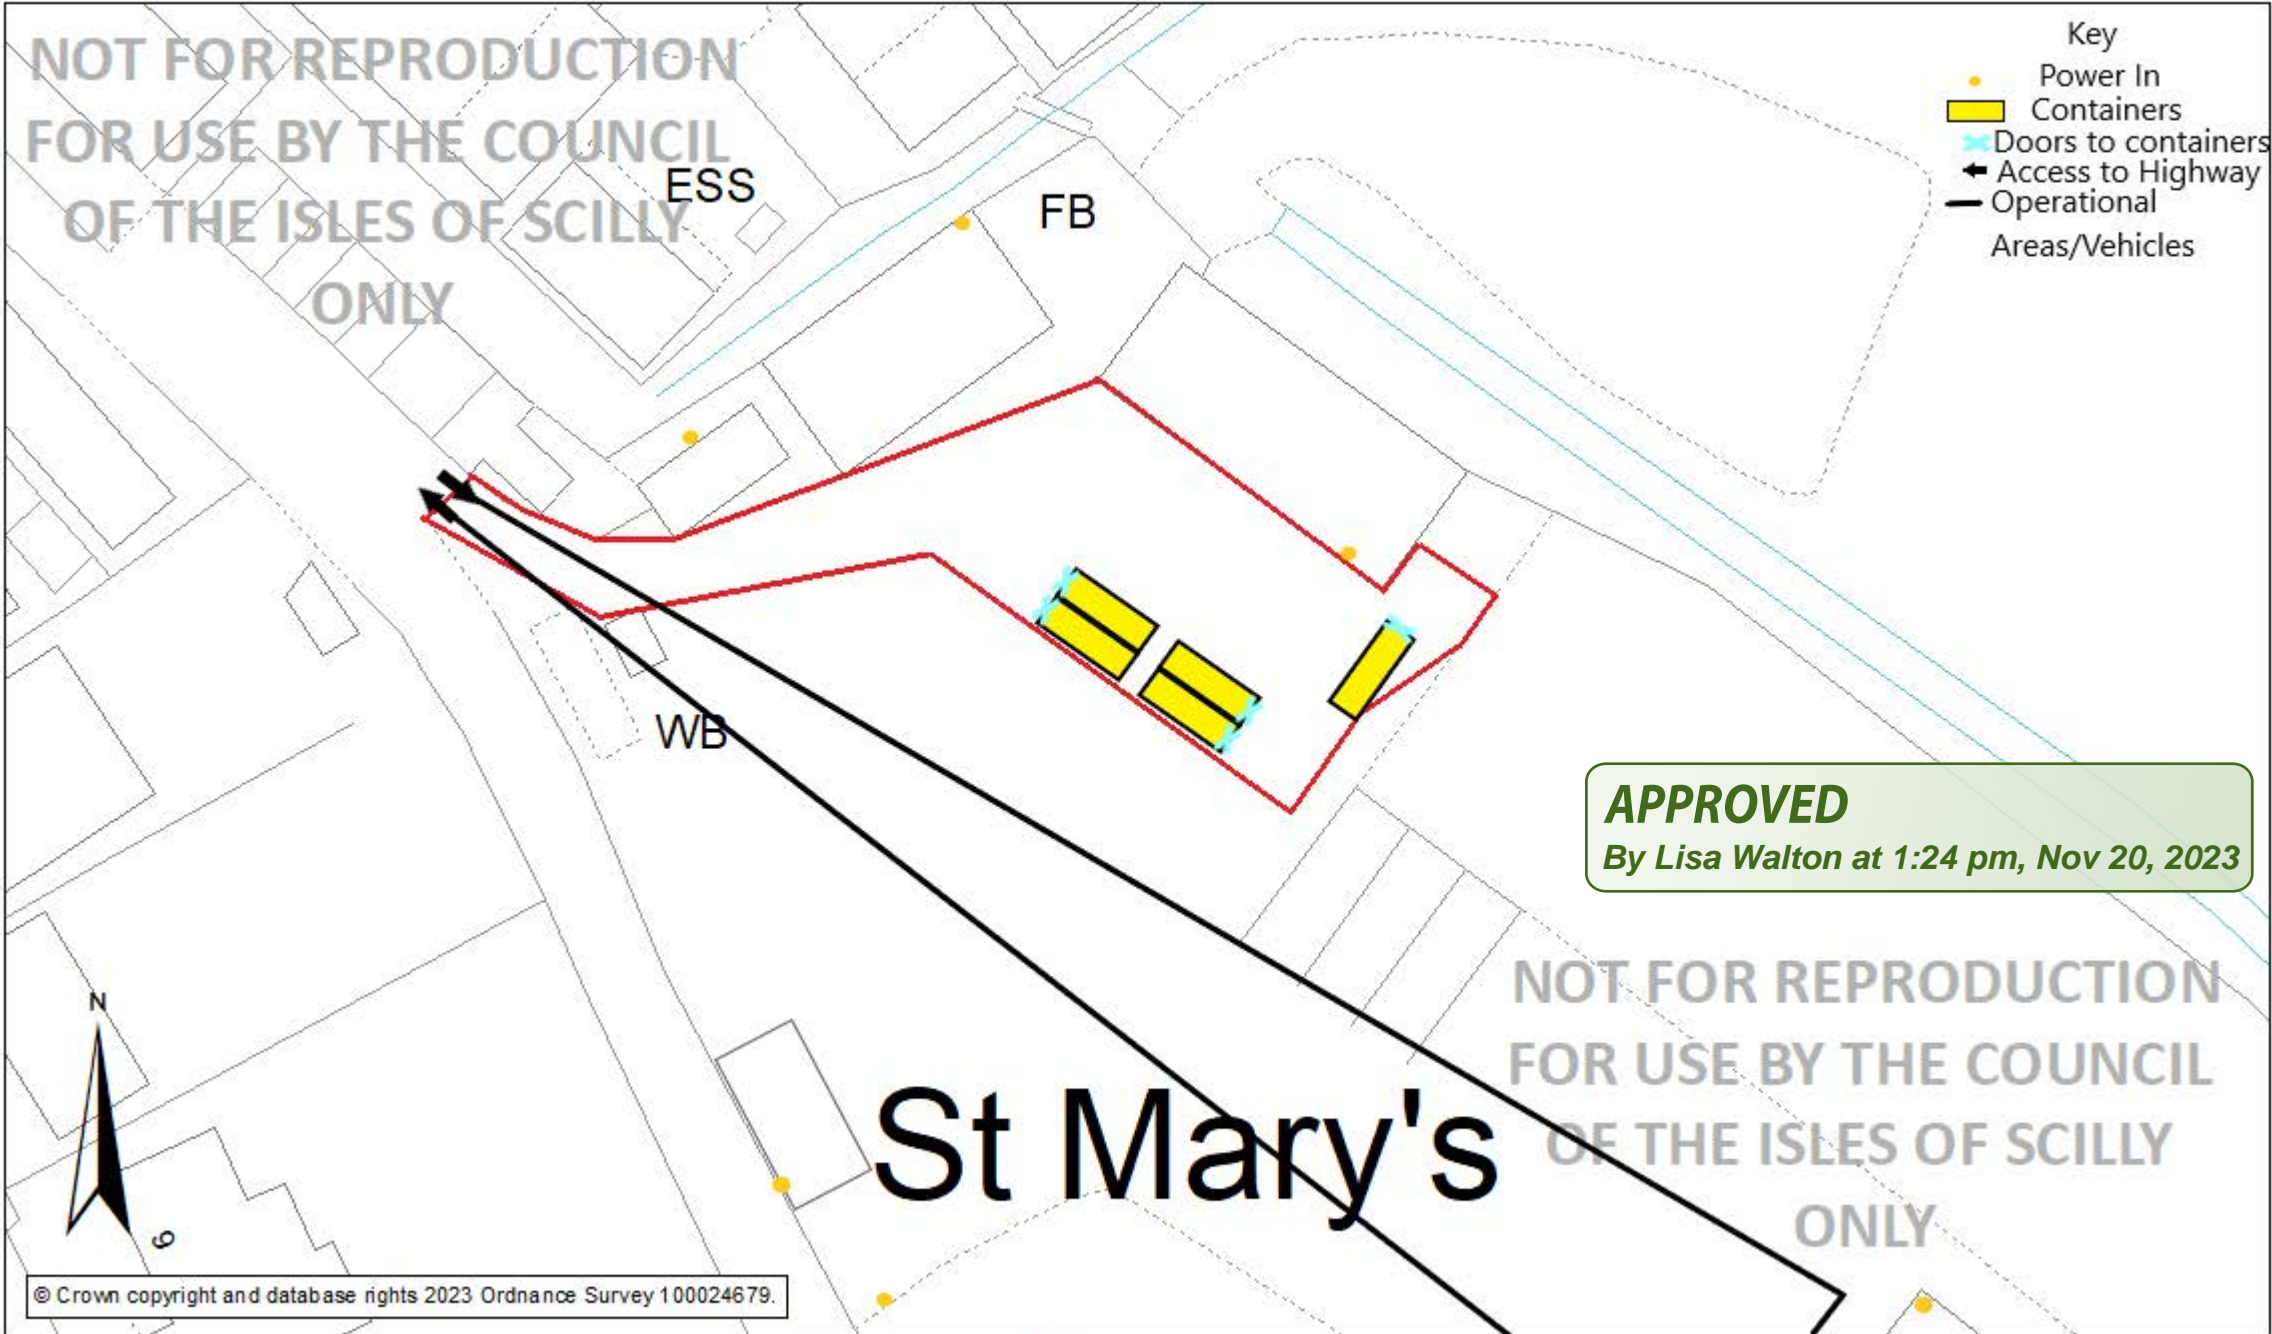 NOT FOR REPRODUCTION
FOR USE BY THE COUNCIL
OF THE ISLES OF SCILLY
ONLY
Key
Power In
Containers
Doors to containers
Access to Highway
Operational
Areas/Vehicles
ESS
FB
WB
APPROVED
By Lisa Walton at 1:24 pm, Nov 20, 2023
NOT FOR REPRODUCTION
FOR USE BY THE COUNCIL
OF THE ISLES OF SCILLY
ONLY
N
St Mary's
9
© Crown copyright and database rights 2023 Ordnance Survey 100024679.